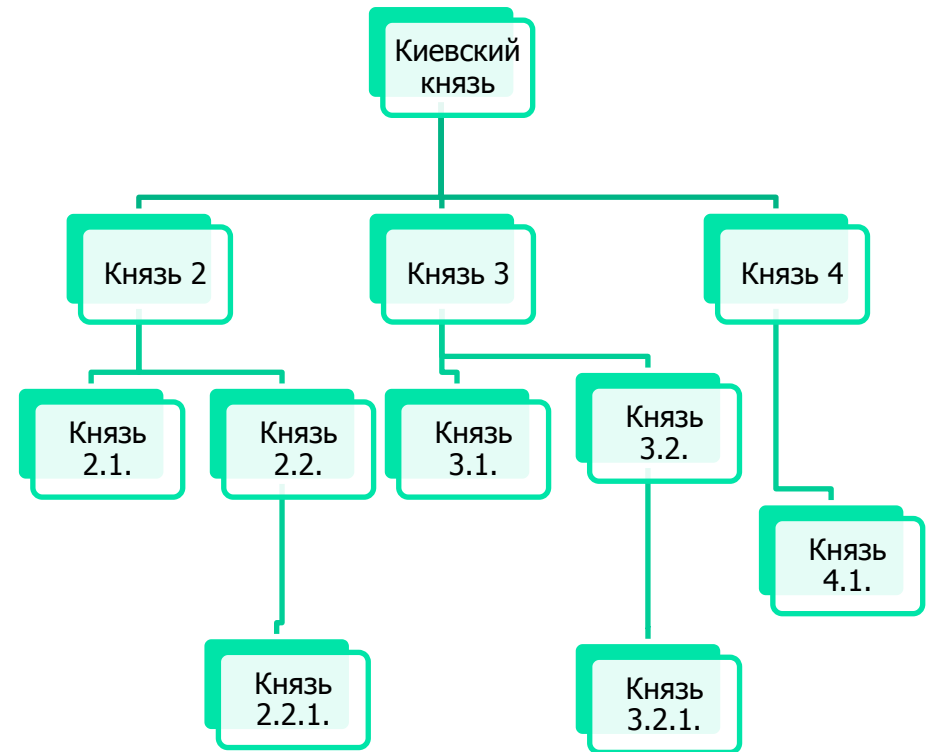 Киевский
князь
Князь 2
Князь 3
Князь 4
Князь
2.1.
Князь
2.2.
Князь
3.1.
Князь
3.2.
Князь
4.1.
Князь
2.2.1.
Князь
3.2.1.